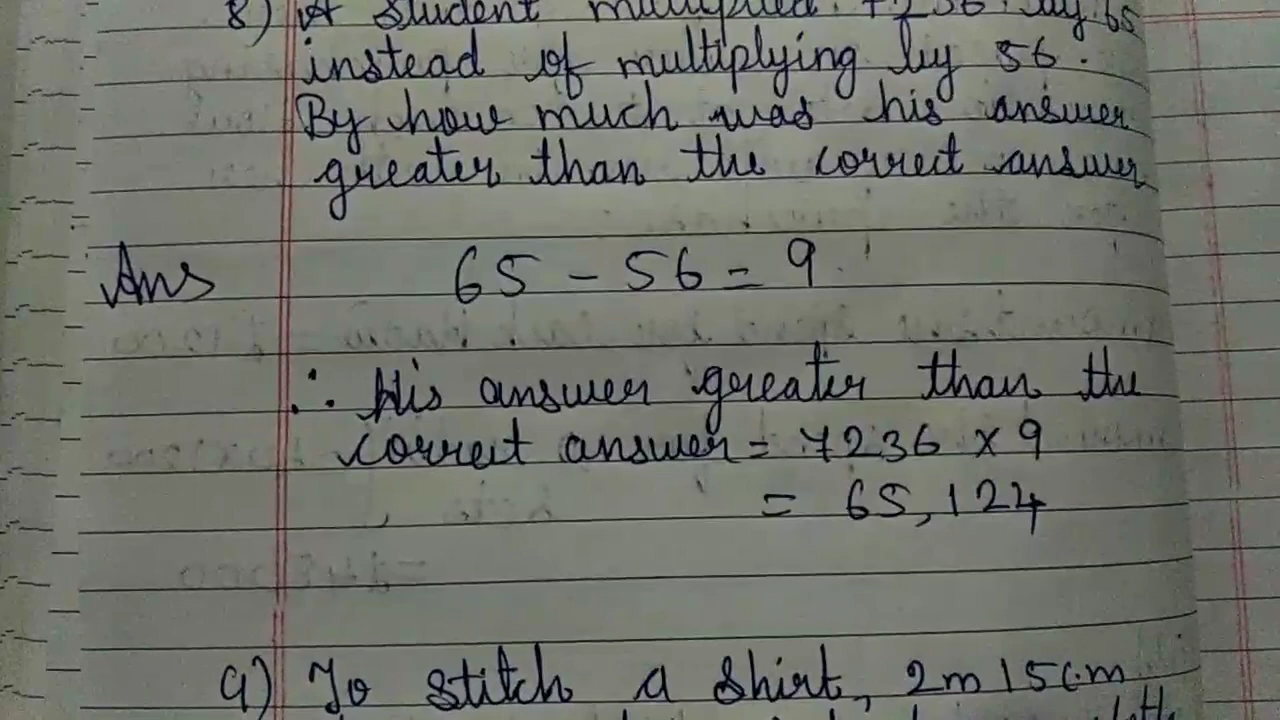 8) A student multiplied 7236 by 65
instead of multiplying by 56.
By how much was his answer
greater than the correct answer
Ans 65 - 56 = 9
∴ His answer greater than the
correct answer = 7236 x 9
= 65,124
9) To stitch a shirt, 2m 15cm